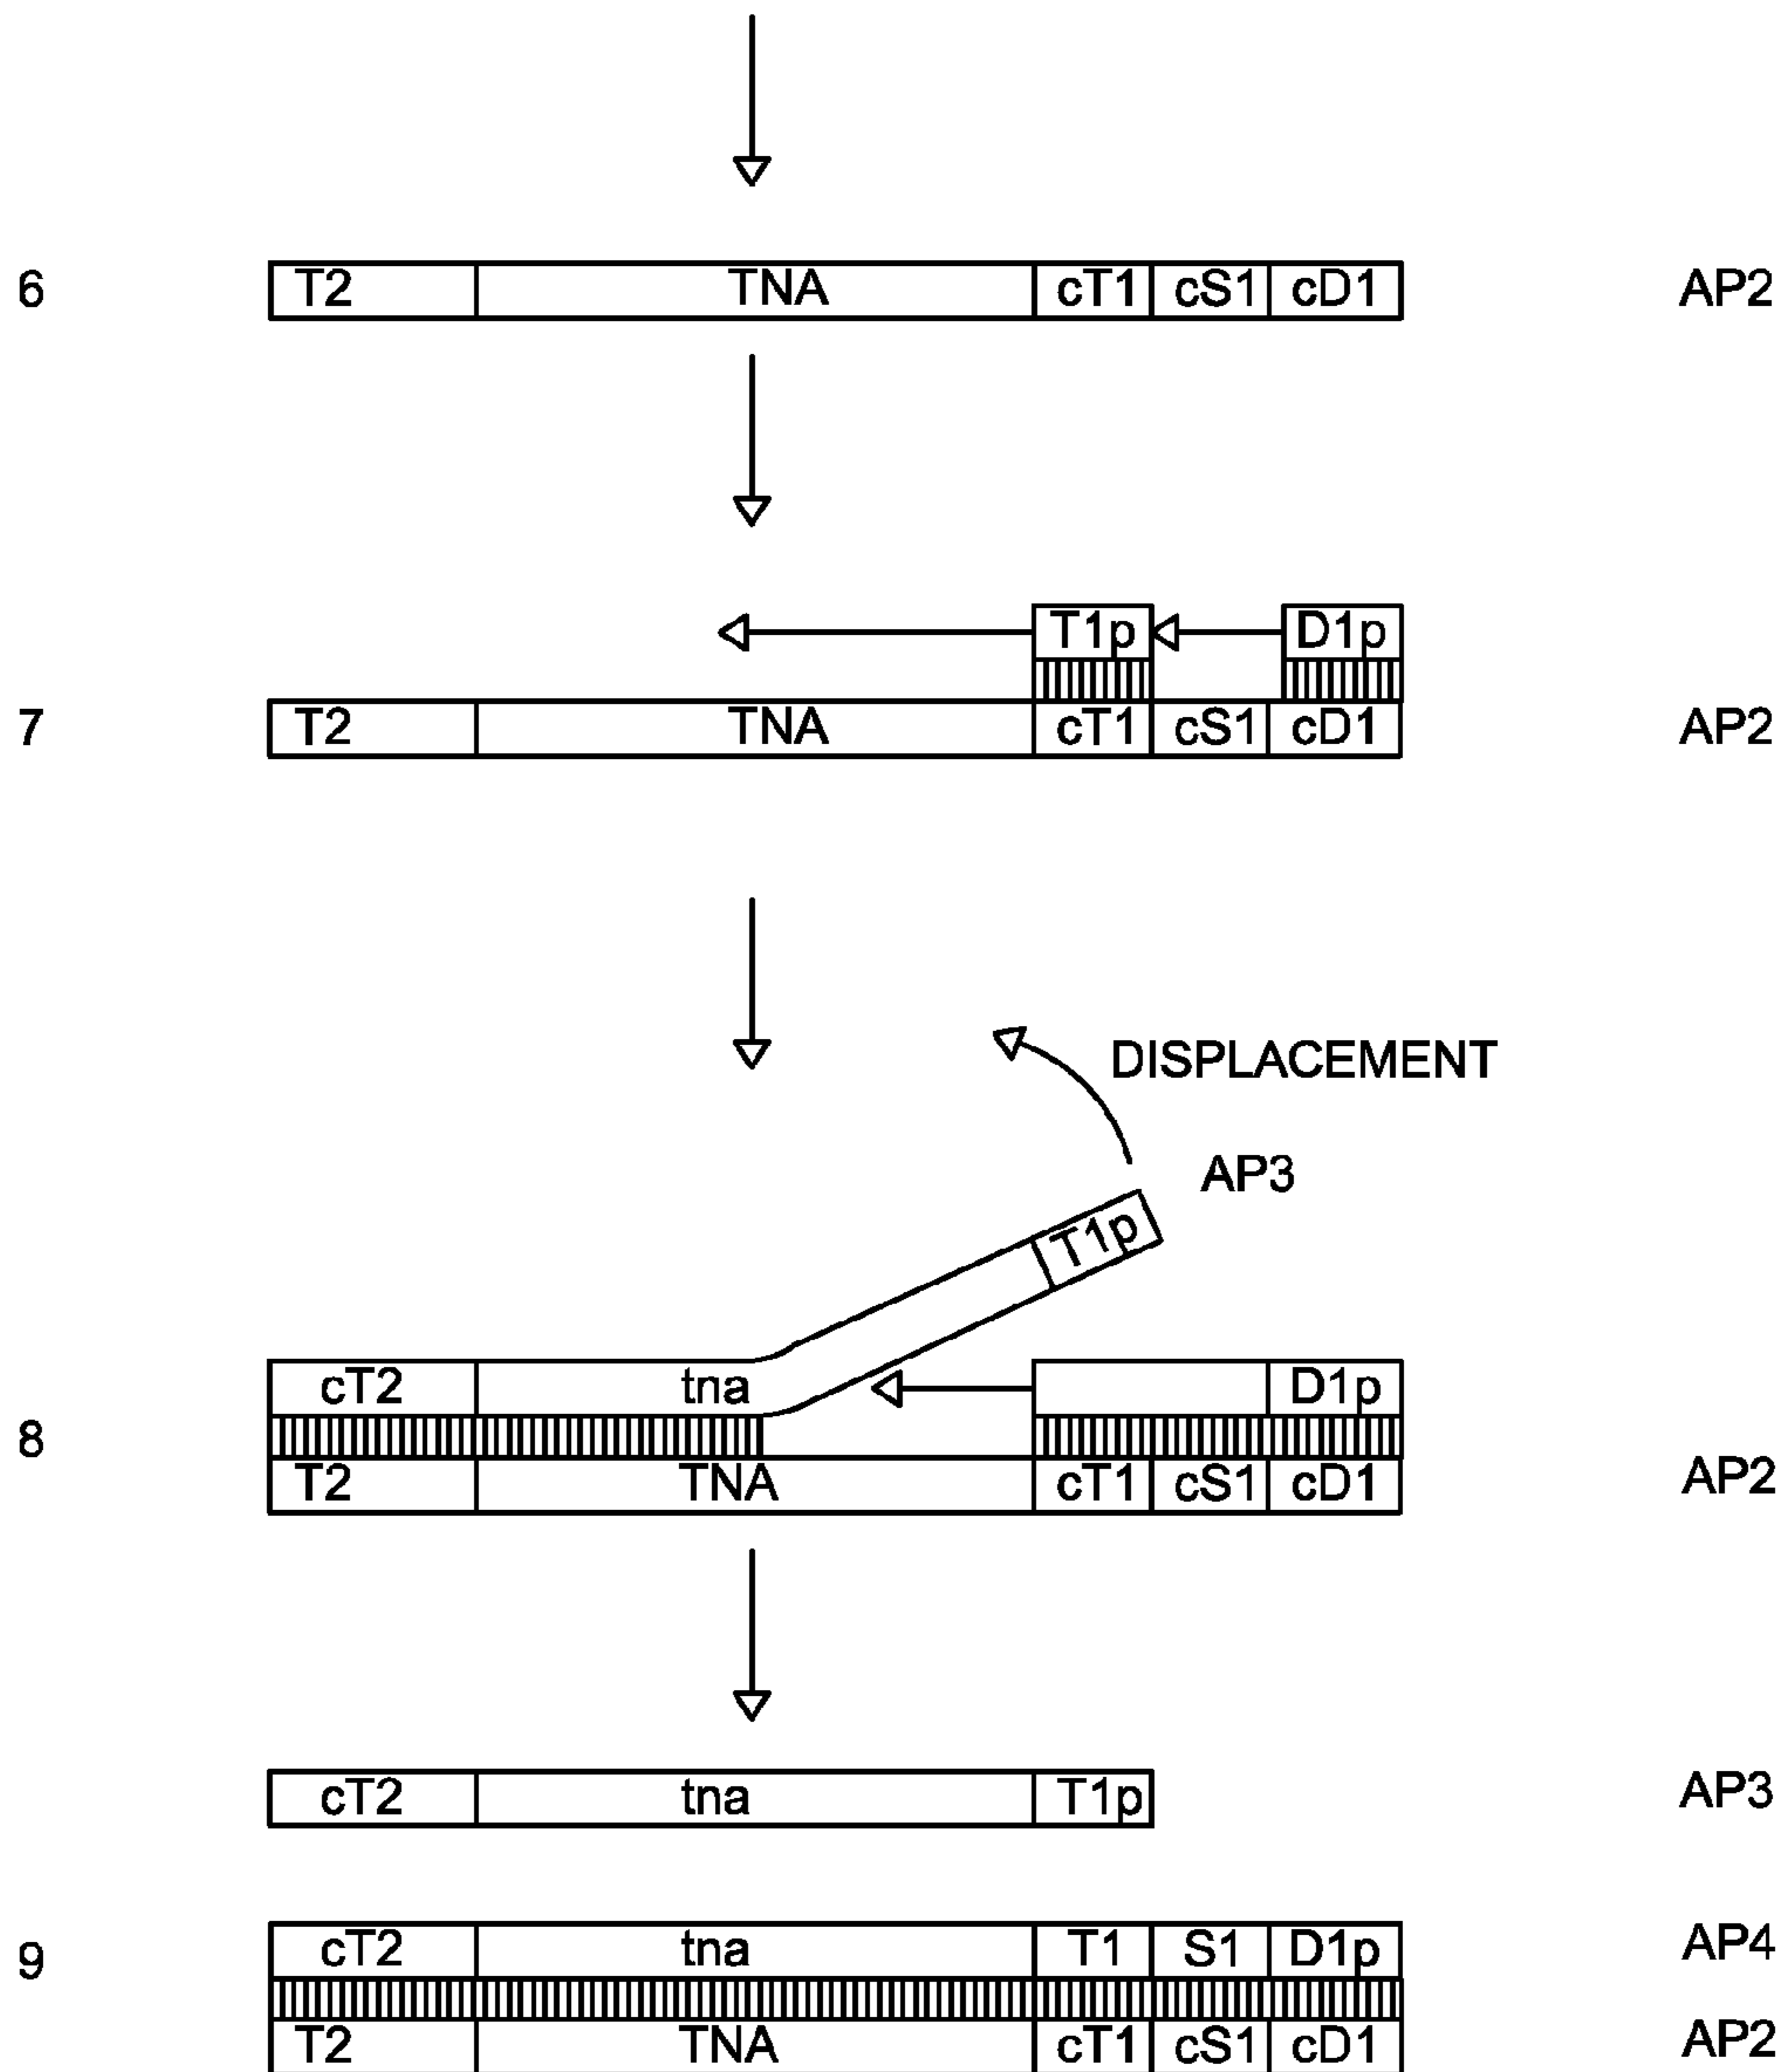 6 T2 TNA cT1 cS1 cD1 AP2
T1p D1p
7 T2 TNA cT1 cS1 cD1 AP2
DISPLACEMENT
AP3
T1p
cT2 tna D1p
8
T2 TNA cT1 cS1 cD1 AP2
cT2 tna T1p AP3
cT2 tna T1 S1 D1p AP4
9
T2 TNA cT1 cS1 cD1 AP2